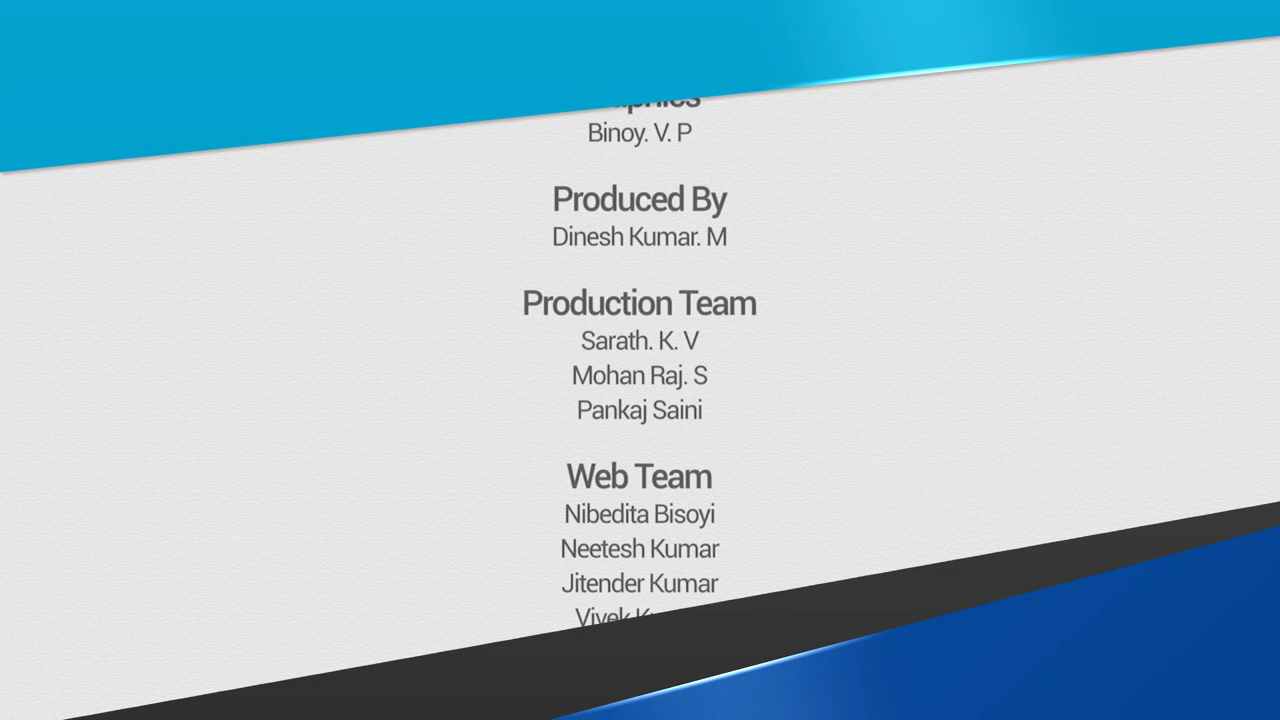 Binoy. V. P
Produced By
Dinesh Kumar. M
Production Team
Sarath. K. V
Mohan Raj. S
Pankaj Saini
Web Team
Nibedita Bisoyi
Neetesh Kumar
Jitender Kumar
Vivek